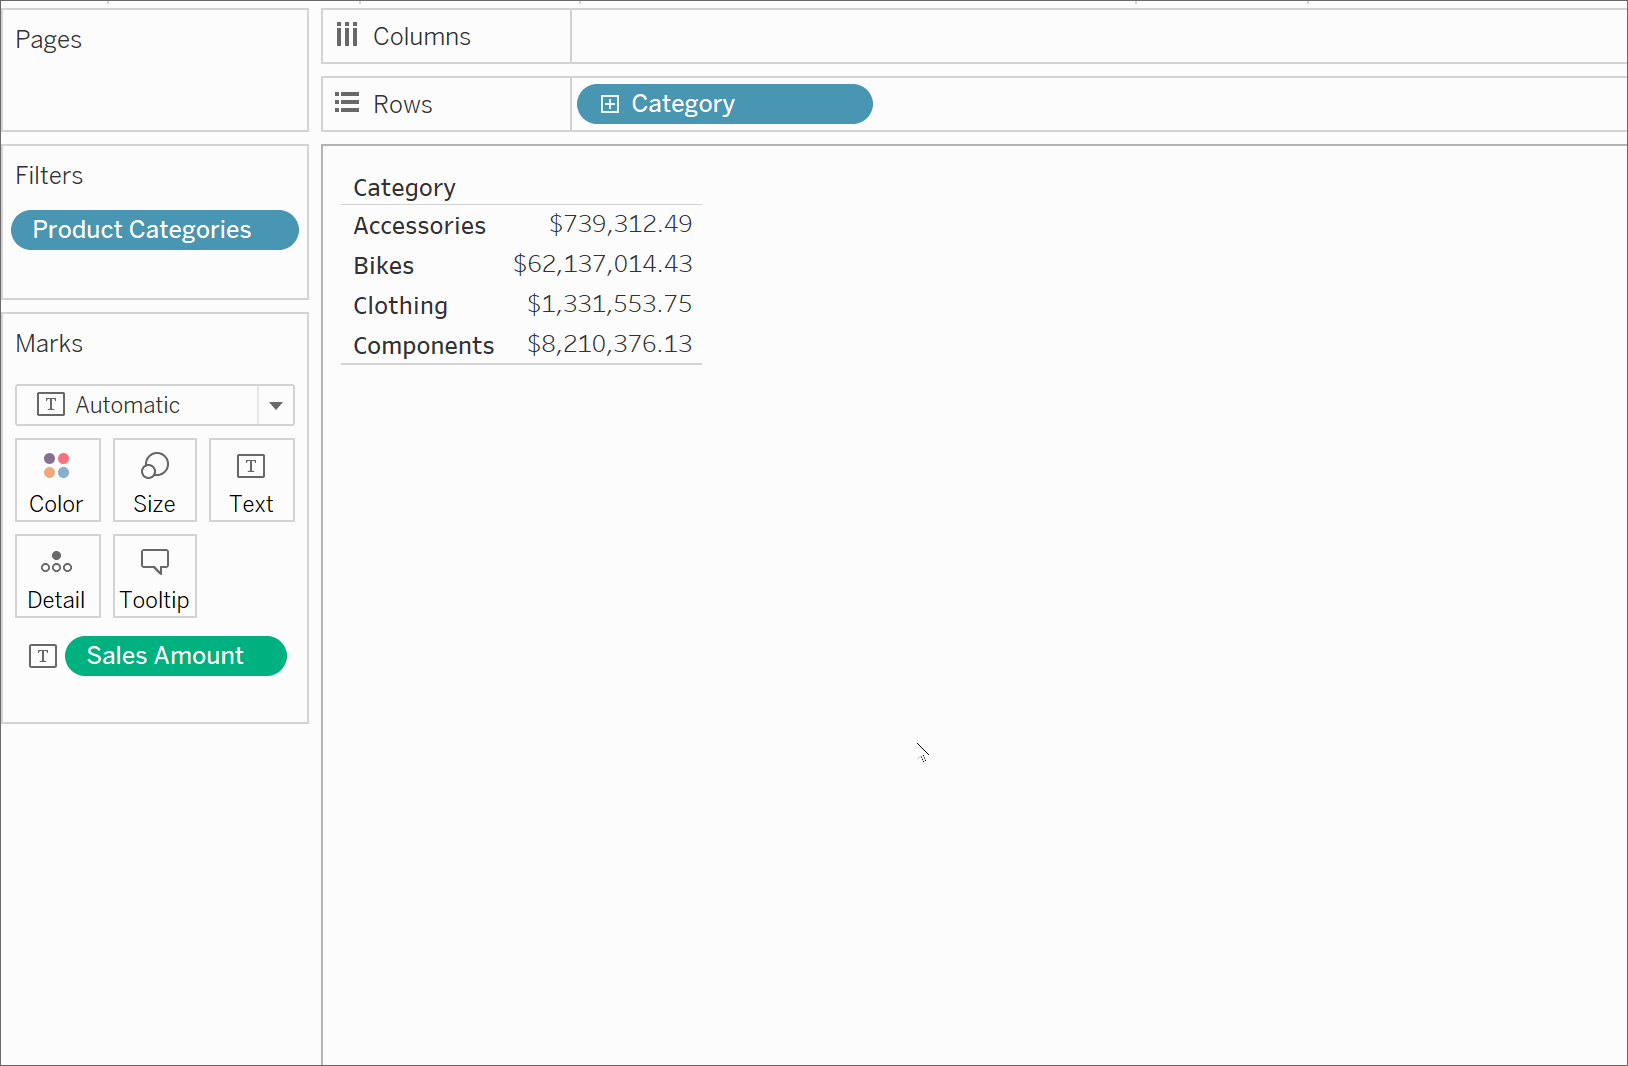 Pages
Columns
Rows
Category
Filters
Product Categories
Marks
T Automatic
Color
Size
T
Text
Detail
Tooltip
T Sales Amount
Category
Accessories $739,312.49
Bikes $62,137,014.43
Clothing $1,331,553.75
Components $8,210,376.13